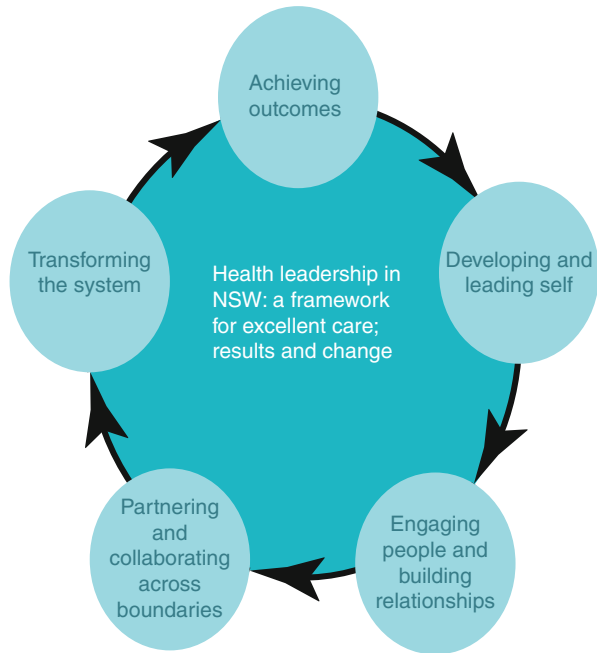 Achieving
outcomes
Developing and
leading self
Engaging
people and
building
relationships
Partnering
and
collaborating
across
boundaries
Transforming
the system
Health leadership in
NSW: a framework
for excellent care;
results and change